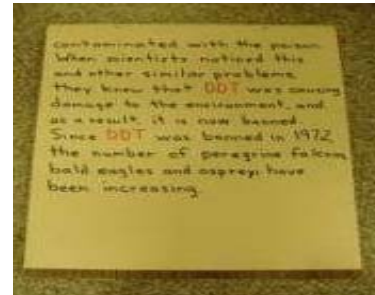 contaminated with the poison.
When scientists noticed this
and other similar problems
they knew that DDT was causing
damage to the environment, and
as a result, it is now banned.
Since DDT was banned in 1972
the number of peregrine falcons
bald eagles and ospreys have
been increasing.